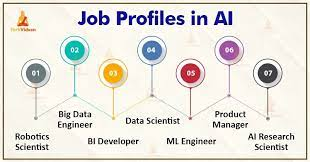 TechVidvan
Job Profiles in AI
01
02
03
04
05
06
07
Robotics
Scientist
Big Data
Engineer
BI Developer
Data Scientist
ML Engineer
Product
Manager
AI Research
Scientist